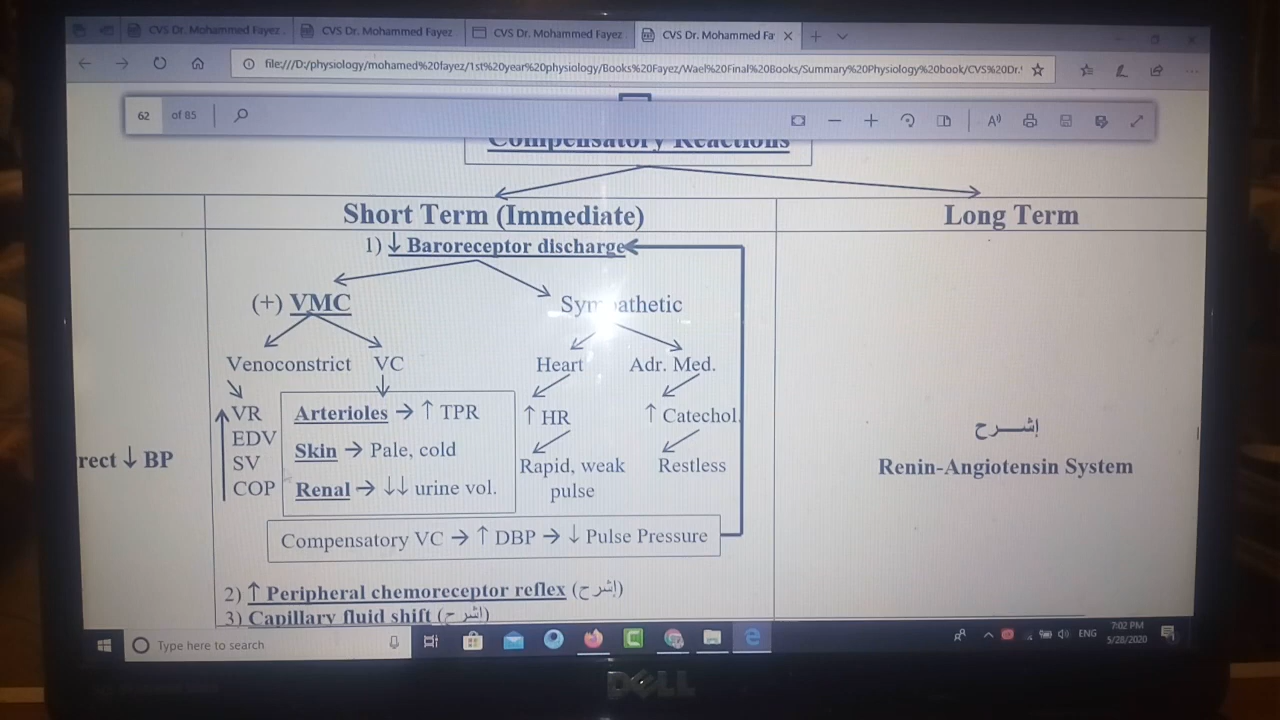 CVS Dr. Mohammed Fayez
CVS Dr. Mohammed Fayez
CVS Dr. Mohammed Fayez
CVS Dr. Mohammed Fa
file:///D:/physiology/mohamed%20fayez/1st%20year%20physiology/Books%20Fayez/Wael%20Final%20Books/Summary%20Physiology%20book/CVS%20Dr.
62 of 85
Compensatory Reactions
Short Term (Immediate)
Long Term
1) ↓ Baroreceptor discharge
(+) VMC
Sympathetic
Venoconstrict VC
Heart Adr. Med.
↑ VR
EDV
SV
COP
Arterioles → ↑ TPR
Skin → Pale, cold
Renal → ↓↓ urine vol.
↑ HR
↑ Catechol.
Rapid, weak
pulse
Restless
rect ↓ BP
إشــــرح
Renin-Angiotensin System
Compensatory VC → ↑ DBP → ↓ Pulse Pressure
2) ↑ Peripheral chemoreceptor reflex (إشرح)
3) Capillary fluid shift (إشرح)
Type here to search
ENG
7:02 PM
5/28/2020
DELL